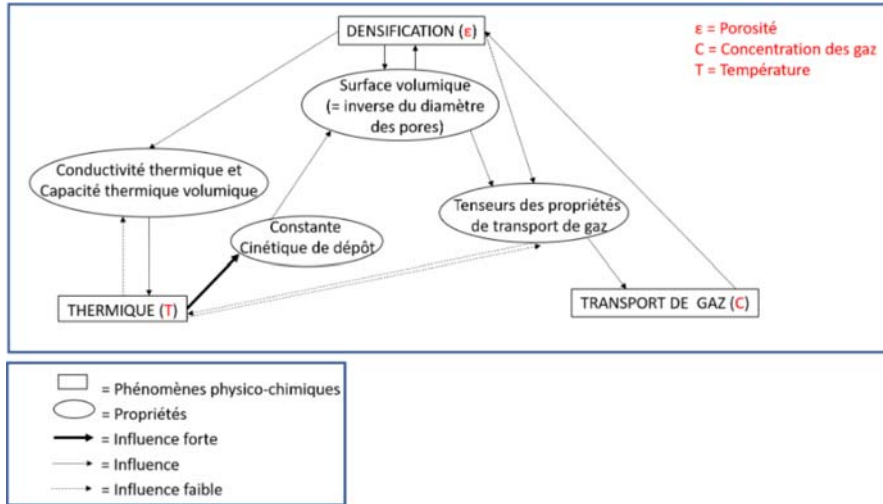 DENSIFICATION (ε)
ε = Porosité
C = Concentration des gaz
T = Température
Surface volumique
(= inverse du diamètre
des pores)
Conductivité thermique et
Capacité thermique volumique
Tenseurs des propriétés
de transport de gaz
Constante
Cinétique de dépôt
THERMIQUE (T)
TRANSPORT DE GAZ (C)
= Phénomènes physico-chimiques
= Propriétés
= Influence forte
= Influence
= Influence faible